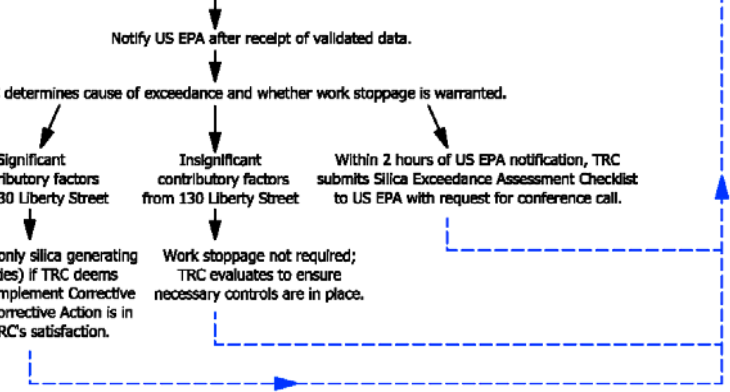 Notify US EPA after receipt of validated data.
determines cause of exceedance and whether work stoppage is warranted.
Significant
factors
30 Liberty Street
Insignificant
contributory factors
from 130 Liberty Street
Within 2 hours of US EPA notification, TRC
submits Silica Exceedance Assessment Checklist
to US EPA with request for conference call.
only silica generating
if TRC deems
mplement Corrective
orrective Action is in
RC's satisfaction.
Work stoppage not required;
TRC evaluates to ensure
necessary controls are in place.